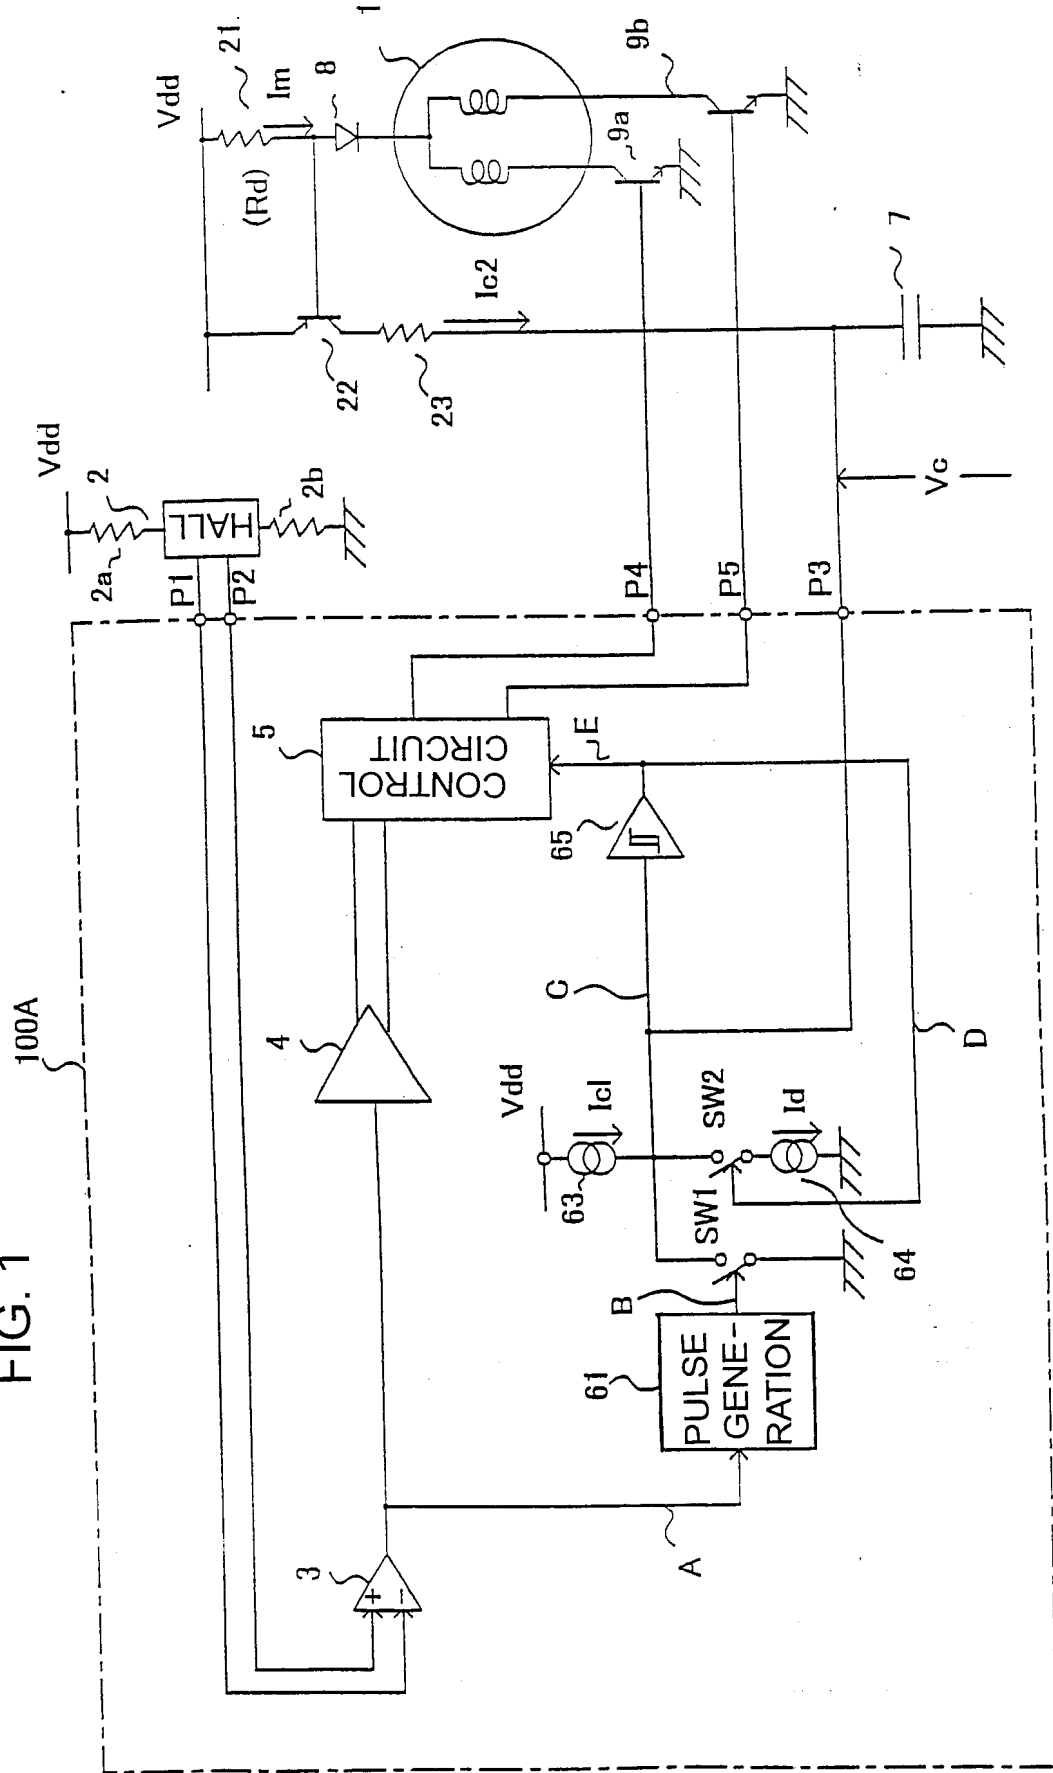 FIG. 1
100A
Vdd
21
Im
(Rd)
8
1
9a
9b
22
23
Ic2
7
Vdd
2
2a
HALL
2b
P1
P2
P4
P5
P3
Vc
3
+
−
4
5
CONTROL
CIRCUIT
E
65
C
D
Vdd
Icl
63
SW2
Id
SW1
64
B
61
PULSE
GENE-
RATION
A